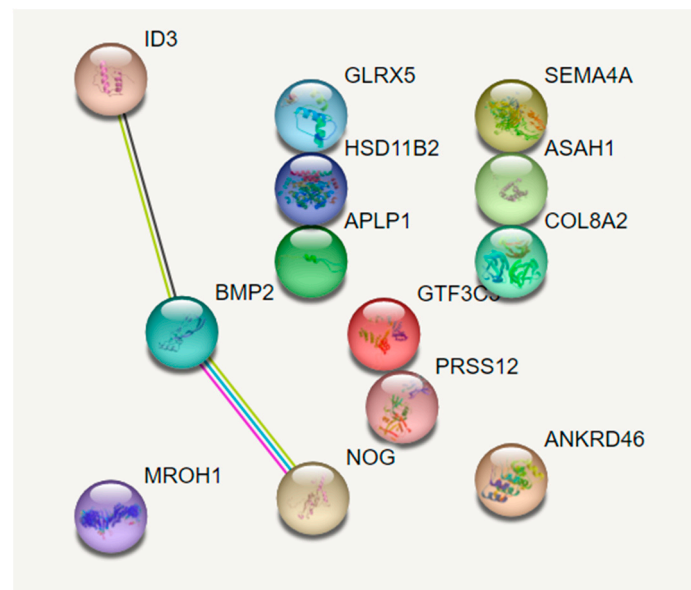 ID3
GLRX5
SEMA4A
HSD11B2
ASAH1
APLP1
COL8A2
BMP2
PRSS12
NOG
ANKRD46
MROH1